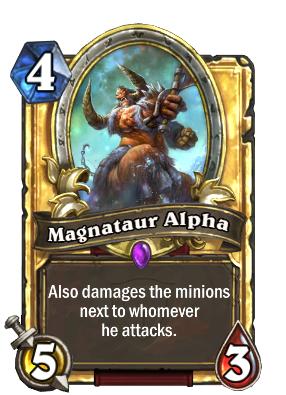 4
Magnataur Alpha
Also damages the minions
next to whomever
he attacks.
5
3